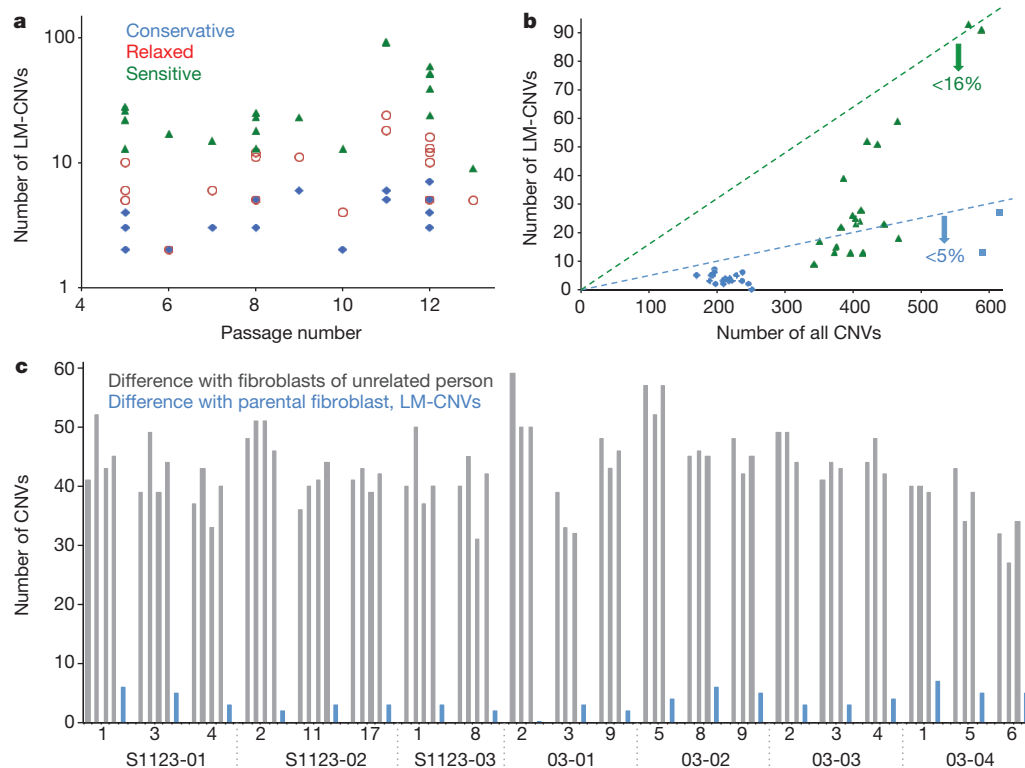 a
Conservative
Relaxed
Sensitive
Number of LM-CNVs
100
10
1
4
6
8
10
12
Passage number
b
Number of LM-CNVs
90
80
70
60
50
40
30
20
10
0
<16%
<5%
0
100
200
300
400
500
600
Number of all CNVs
c
Difference with fibroblasts of unrelated person
Difference with parental fibroblast, LM-CNVs
Number of CNVs
60
50
40
30
20
10
0
1 3 4 2 11 17 1 8 2 3 9 5 8 9 2 3 4 1 5 6
S1123-01 S1123-02 S1123-03 03-01 03-02 03-03 03-04